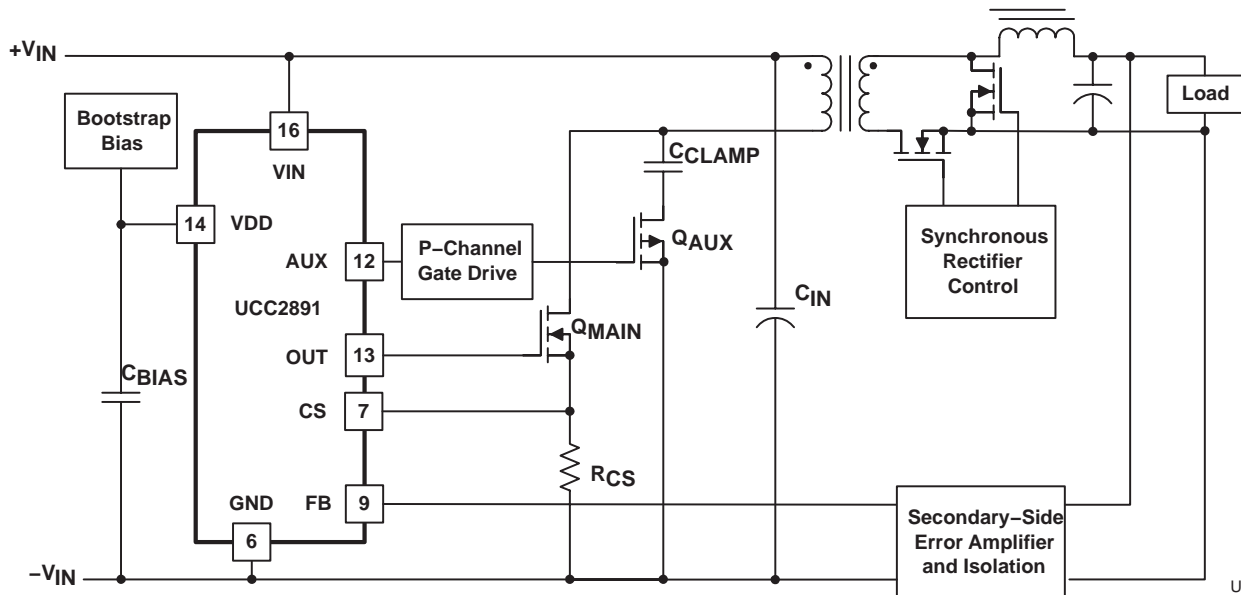 +VIN
Bootstrap
Bias
16
VIN
14
VDD
AUX
12
P–Channel
Gate Drive
UCC2891
OUT
13
CS
7
FB
9
GND
6
CBIAS
–VIN
CCLAMP
QAUX
QMAIN
RCS
CIN
Load
Synchronous
Rectifier
Control
Secondary–Side
Error Amplifier
and Isolation
U